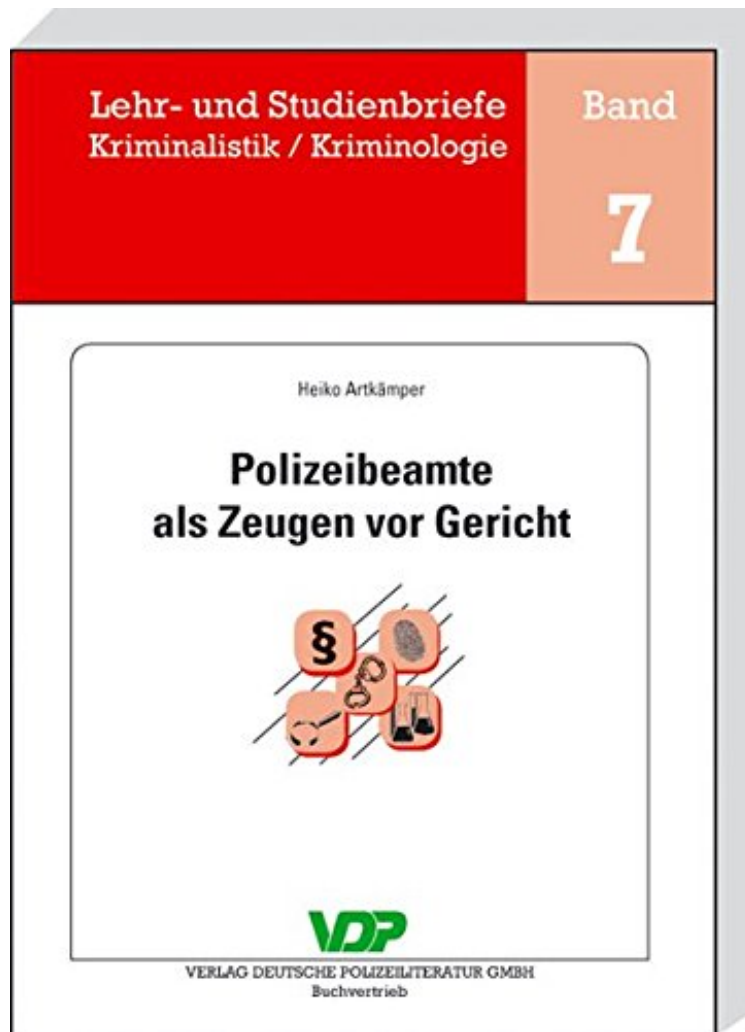 Lehr- und Studienbriefe
Kriminalistik / Kriminologie
Band
7
Heiko Artkämper
Polizeibeamte
als Zeugen vor Gericht
§
VDP
VERLAG DEUTSCHE POLIZEILITERATUR GMBH
Buchvertrieb